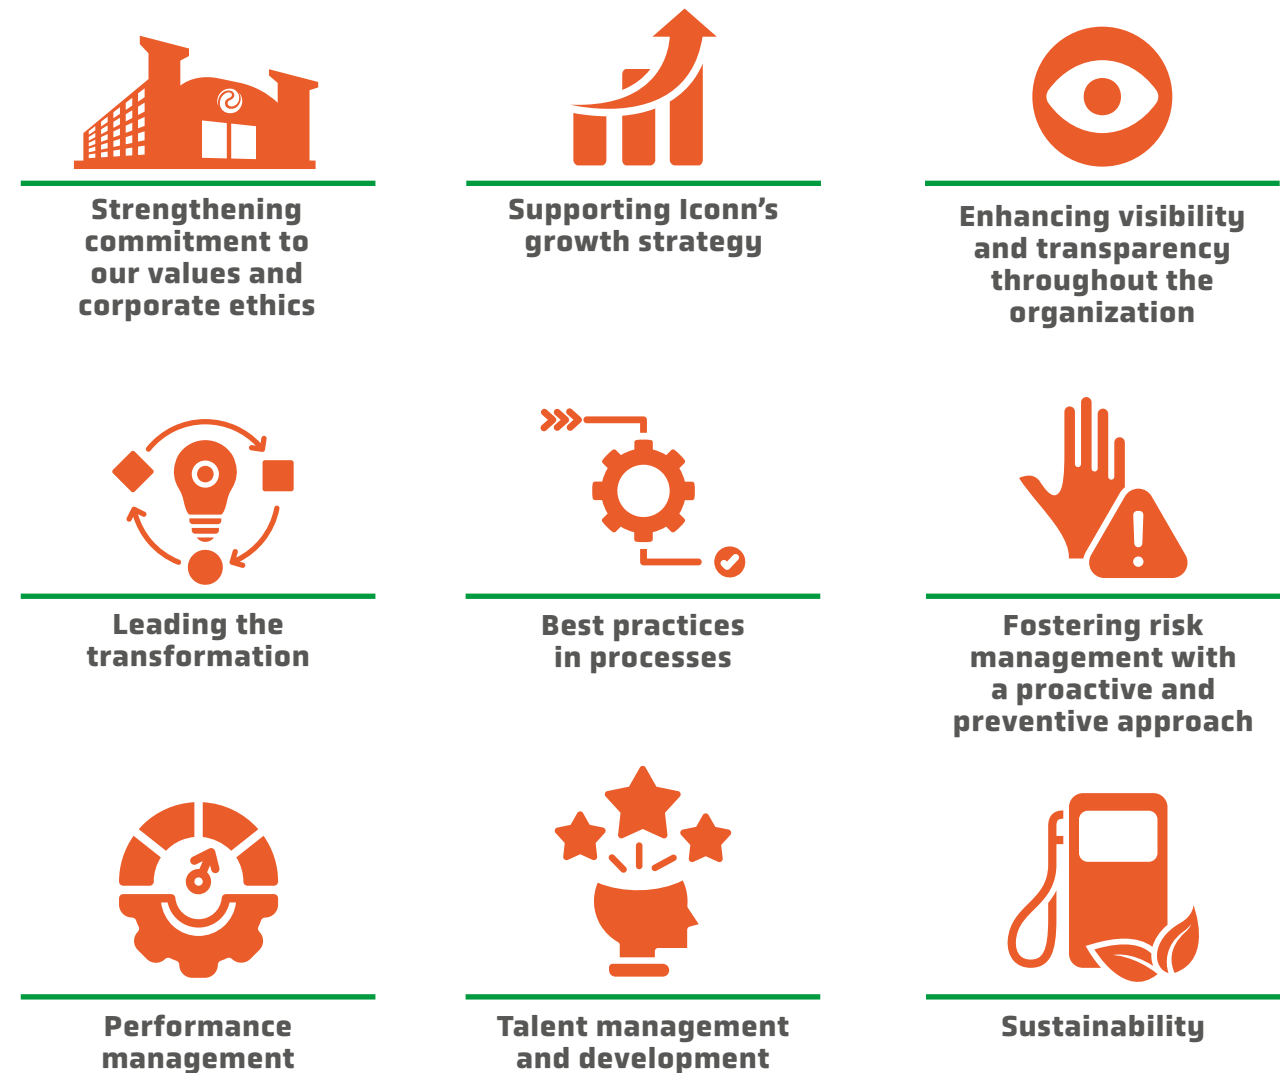 Strengthening
commitment to
our values and
corporate ethics
Supporting Iconn’s
growth strategy
Enhancing visibility
and transparency
throughout the
organization
Leading the
transformation
Best practices
in processes
Fostering risk
management with
a proactive and
preventive approach
Performance
management
Talent management
and development
Sustainability